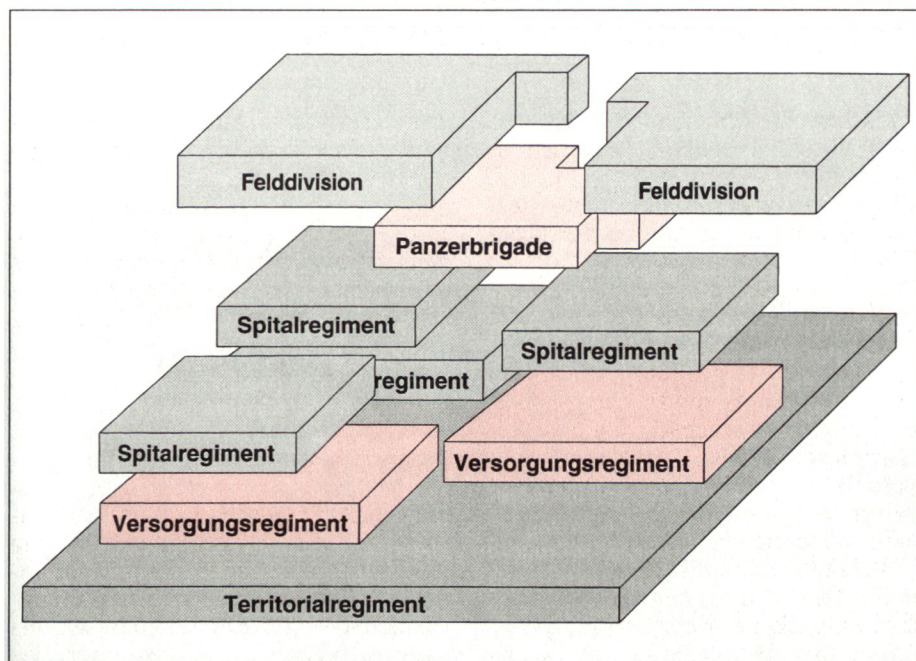 Felddivision
Felddivision
Panzerbrigade
Spitalregiment
Spitalregiment
regiment
Spitalregiment
Versorgungsregiment
Versorgungsregiment
Territorialregiment